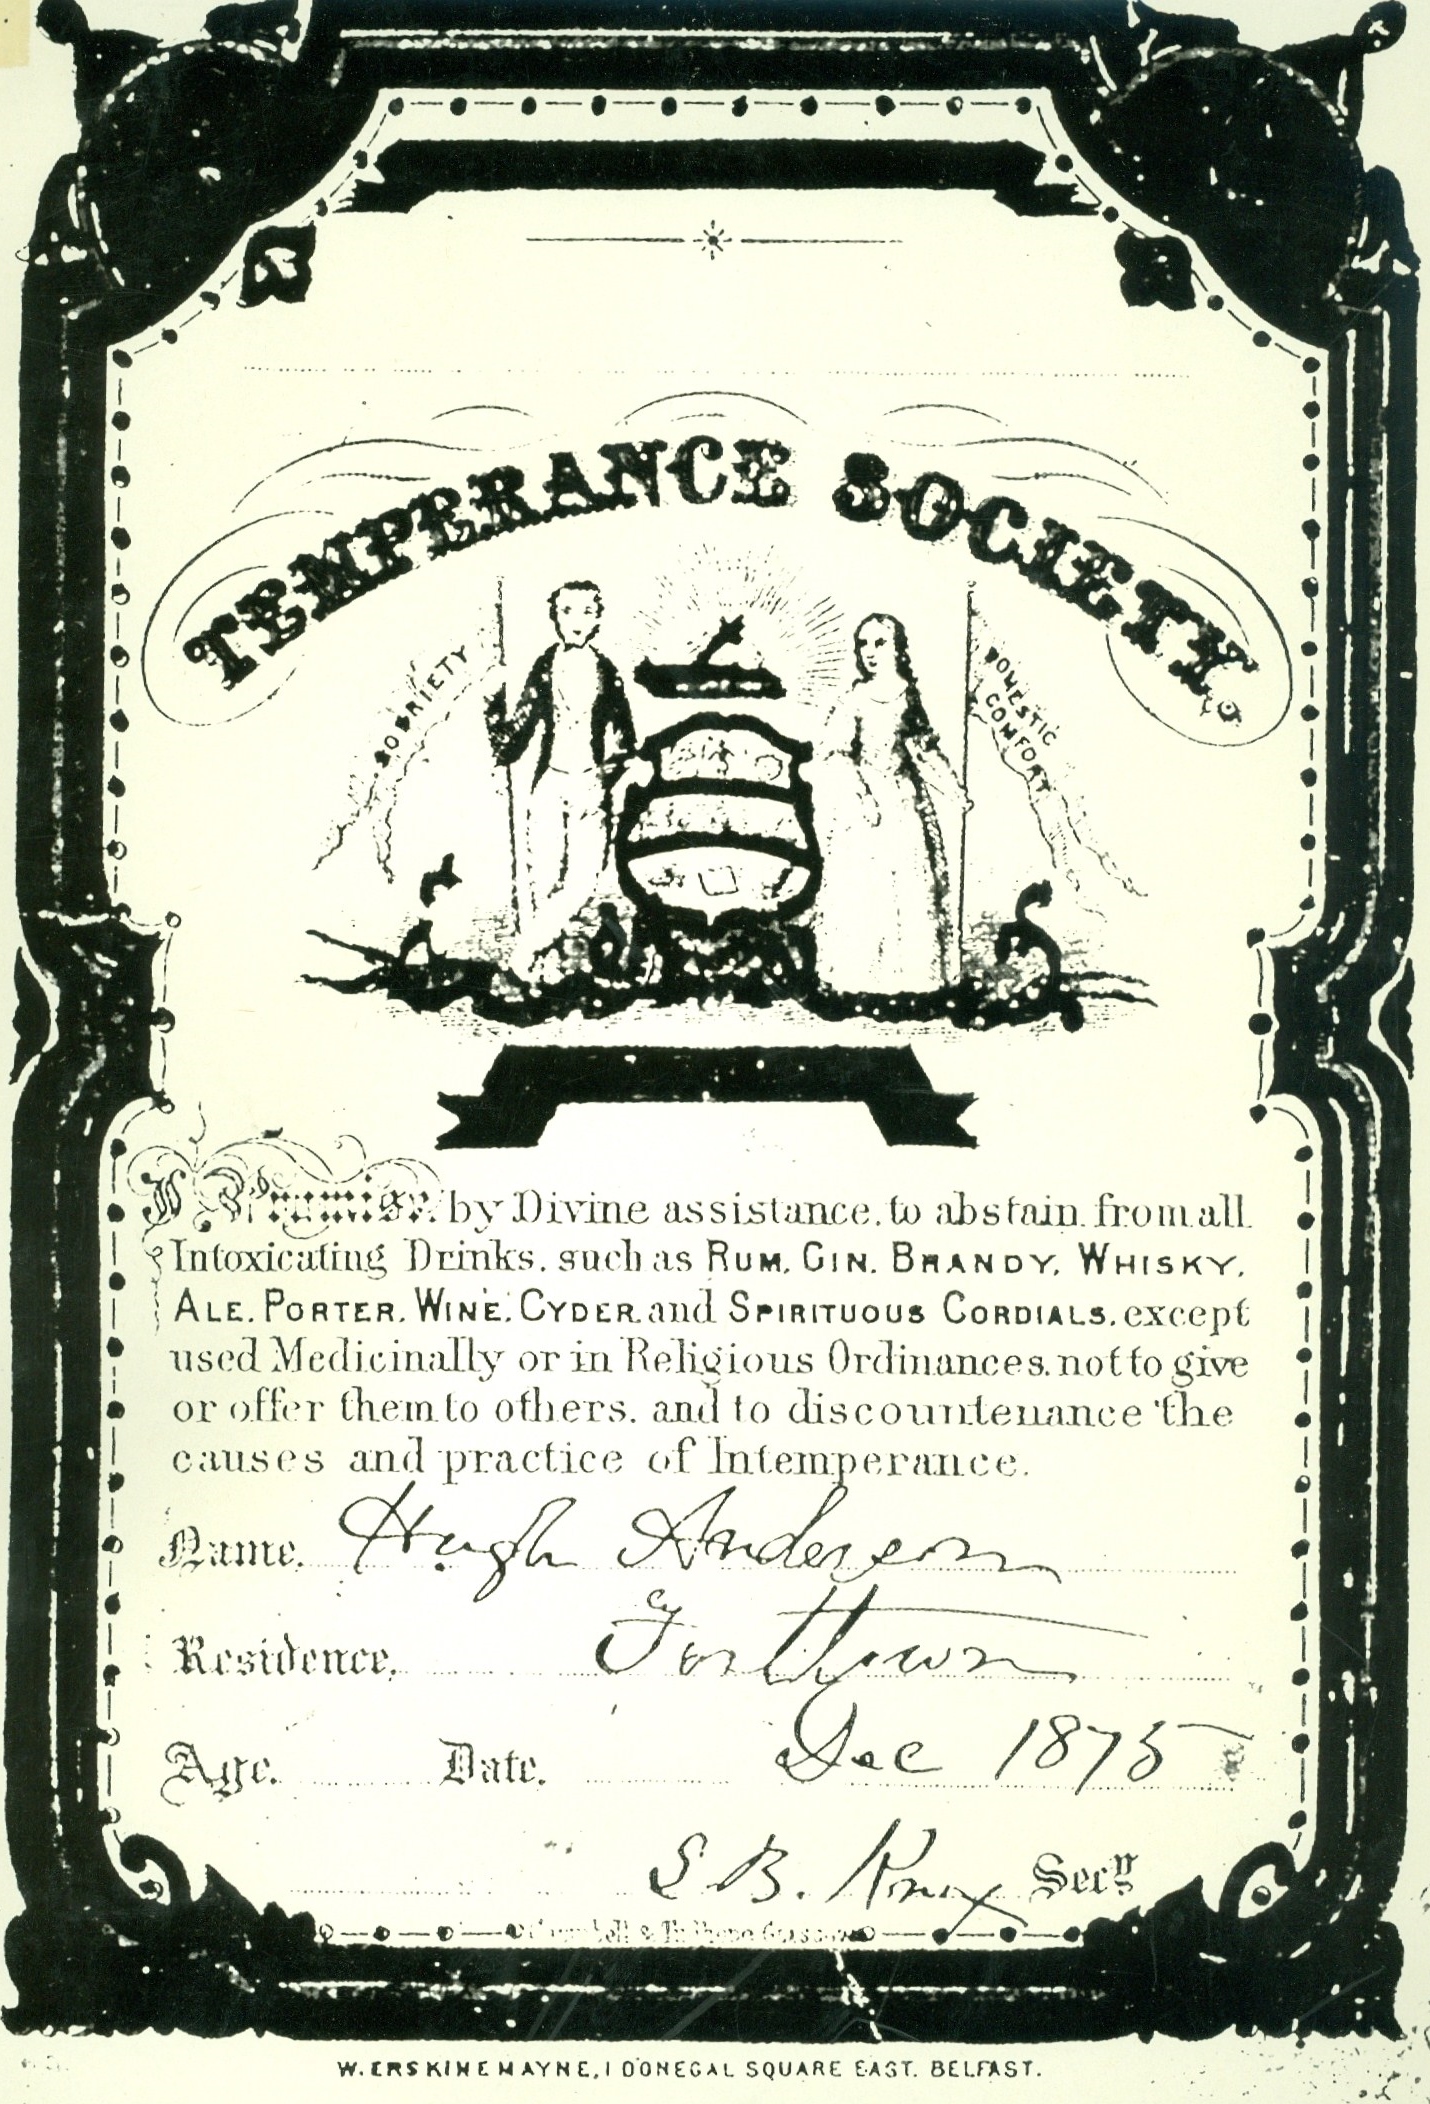 TEMPERANCE SOCIETY.
SOBRIETY
DOMESTIC
COMFORT
I Promise by Divine assistance, to abstain from all
Intoxicating Drinks, such as RUM, GIN, BRANDY, WHISKY,
ALE, PORTER, WINE, CYDER and SPIRITUOUS CORDIALS, except
used Medicinally or in Religious Ordinances, not to give
or offer them to others, and to discountenance the
causes and practice of Intemperance.
Name. Hugh Anderson
Residence. Forttown
Age. Date. Dec 1875
S. B. Knox Secy
W. ERSKINE MAYNE, 1 DONEGAL SQUARE EAST, BELFAST.